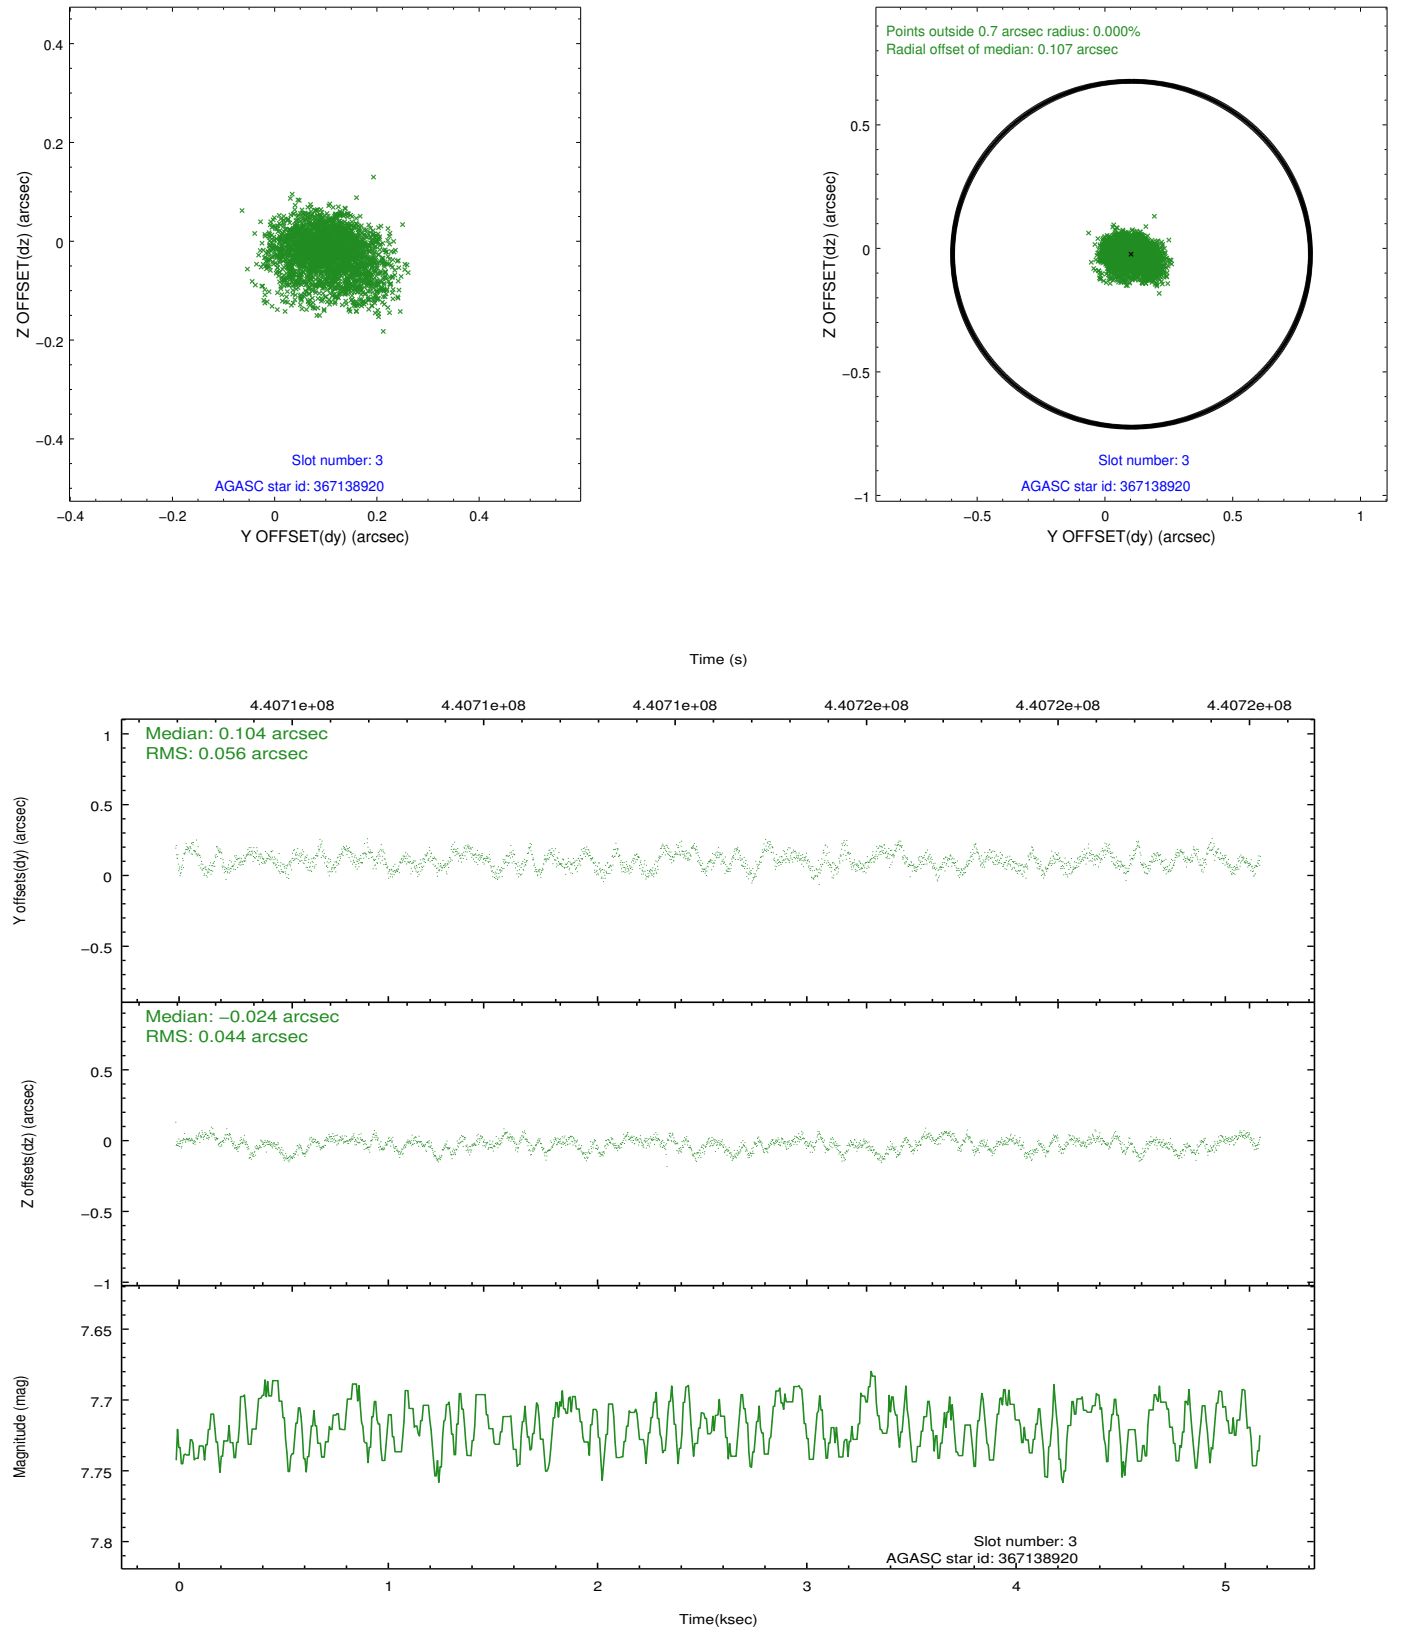 0.4
0.2
0
−0.2
−0.4
Z OFFSET(dz) (arcsec)
Slot number: 3
AGASC star id: 367138920
−0.4 −0.2 0 0.2 0.4
Y OFFSET(dy) (arcsec)
Points outside 0.7 arcsec radius: 0.000%
Radial offset of median: 0.107 arcsec
0.5
0
−0.5
−1
Z OFFSET(dz) (arcsec)
Slot number: 3
AGASC star id: 367138920
−0.5 0 0.5 1
Y OFFSET(dy) (arcsec)
Time (s)
4.4071e+08 4.4071e+08 4.4071e+08 4.4072e+08 4.4072e+08 4.4072e+08
Median: 0.104 arcsec
RMS: 0.056 arcsec
1
0.5
0
−0.5
Y offsets(dy) (arcsec)
Median: −0.024 arcsec
RMS: 0.044 arcsec
0.5
0
−0.5
−1
Z offsets(dz) (arcsec)
7.65
7.7
7.75
7.8
Magnitude (mag)
Slot number: 3
AGASC star id: 367138920
0 1 2 3 4 5
Time(ksec)